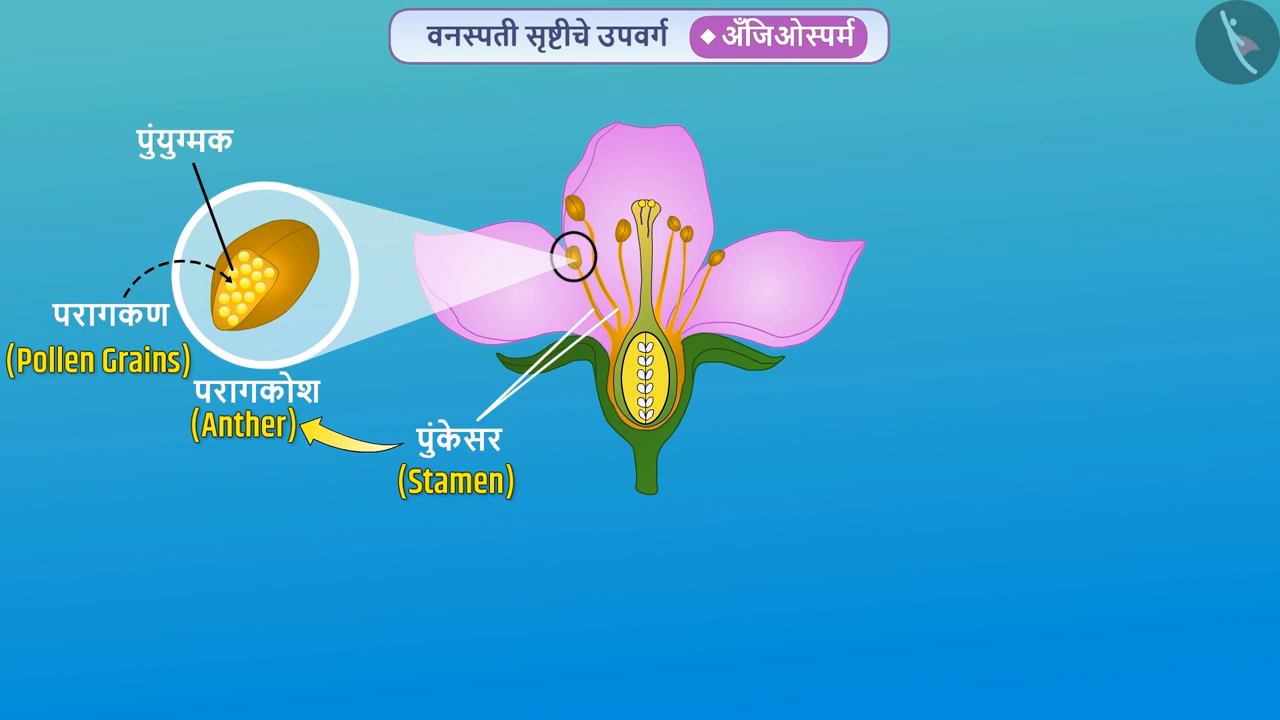 वनस्पती सृष्टीचे उपवर्ग ◆ अँजिओस्पर्म
पुंयुग्मक
परागकण
(Pollen Grains)
परागकोश
(Anther)
पुंकेसर
(Stamen)